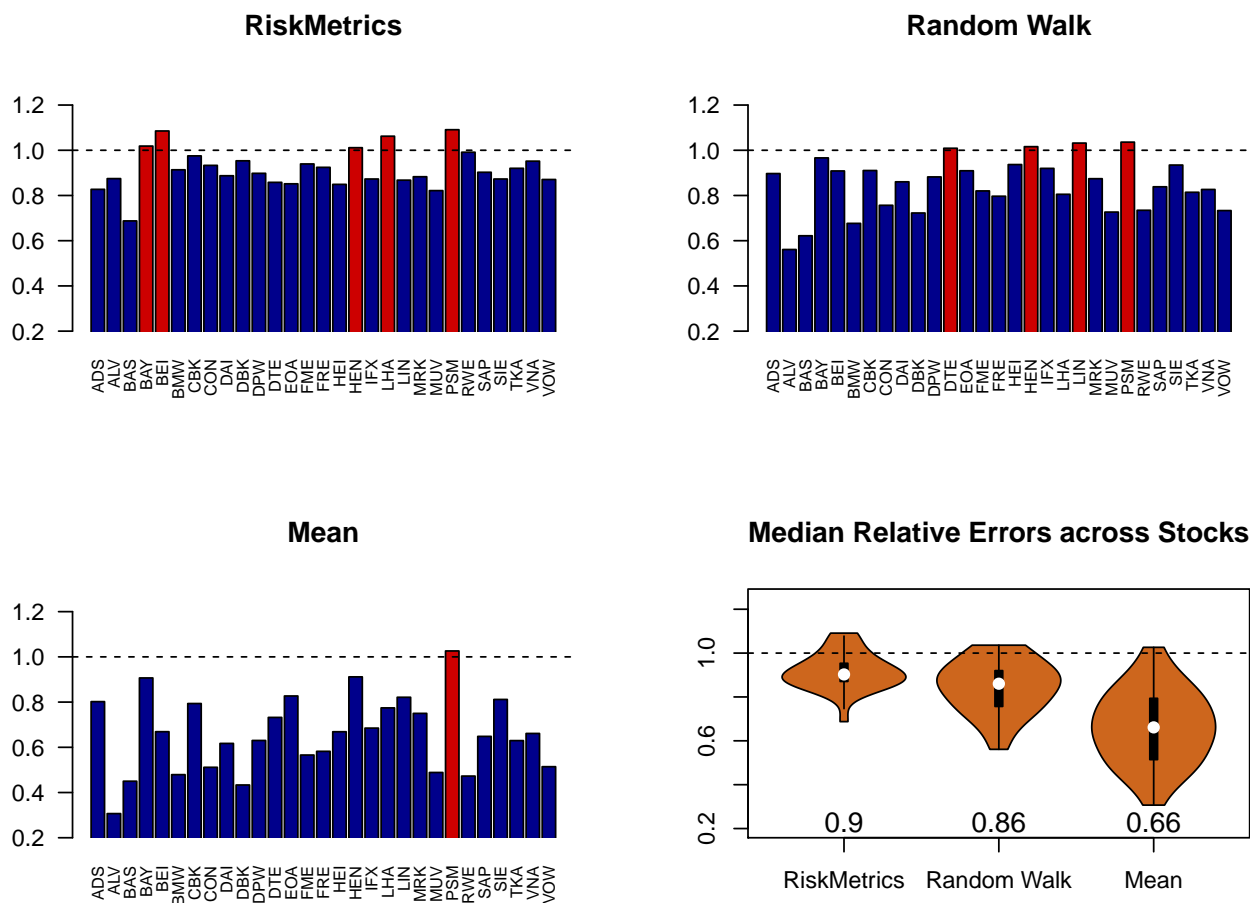 RiskMetrics
1.2
1.0
0.8
0.6
0.4
0.2
ADS ALV BAS BAY BEI BMW CBK CON DAI DBK DPW DTE EOA FME FRE HEI HEN IFX LHA LIN MRK MUV PSM RWE SAP SIE TKA VNA VOW
Random Walk
1.2
1.0
0.8
0.6
0.4
0.2
ADS ALV BAS BAY BEI BMW CBK CON DAI DBK DPW DTE EOA FME FRE HEI HEN IFX LHA LIN MRK MUV PSM RWE SAP SIE TKA VNA VOW
Mean
1.2
1.0
0.8
0.6
0.4
0.2
ADS ALV BAS BAY BEI BMW CBK CON DAI DBK DPW DTE EOA FME FRE HEI HEN IFX LHA LIN MRK MUV PSM RWE SAP SIE TKA VNA VOW
Median Relative Errors across Stocks
1.0
0.6
0.2
0.9 0.86 0.66
RiskMetrics Random Walk Mean